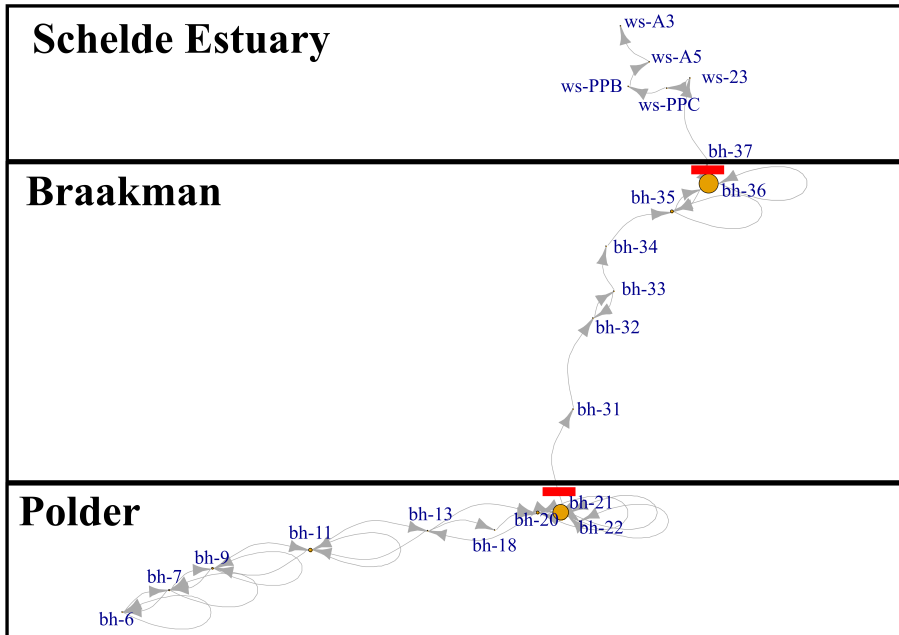 Schelde Estuary
ws-A3
ws-A5
ws-PPB
ws-23
ws-PPC
bh-37
Braakman
bh-36
bh-35
bh-34
bh-33
bh-32
bh-31
Polder
bh-21
bh-20
bh-22
bh-13
bh-18
bh-11
bh-9
bh-7
bh-6